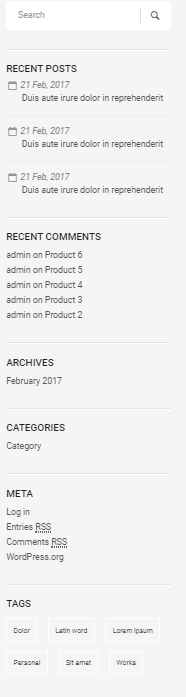 Search
RECENT POSTS
21 Feb, 2017
Duis aute irure dolor in reprehenderit
21 Feb, 2017
Duis aute irure dolor in reprehenderit
21 Feb, 2017
Duis aute irure dolor in reprehenderit
RECENT COMMENTS
admin on Product 6
admin on Product 5
admin on Product 4
admin on Product 3
admin on Product 2
ARCHIVES
February 2017
CATEGORIES
Category
META
Log in
Entries RSS
Comments RSS
WordPress.org
TAGS
Dolor Latin word Lorem Ipsum
Personal Sit amet Works